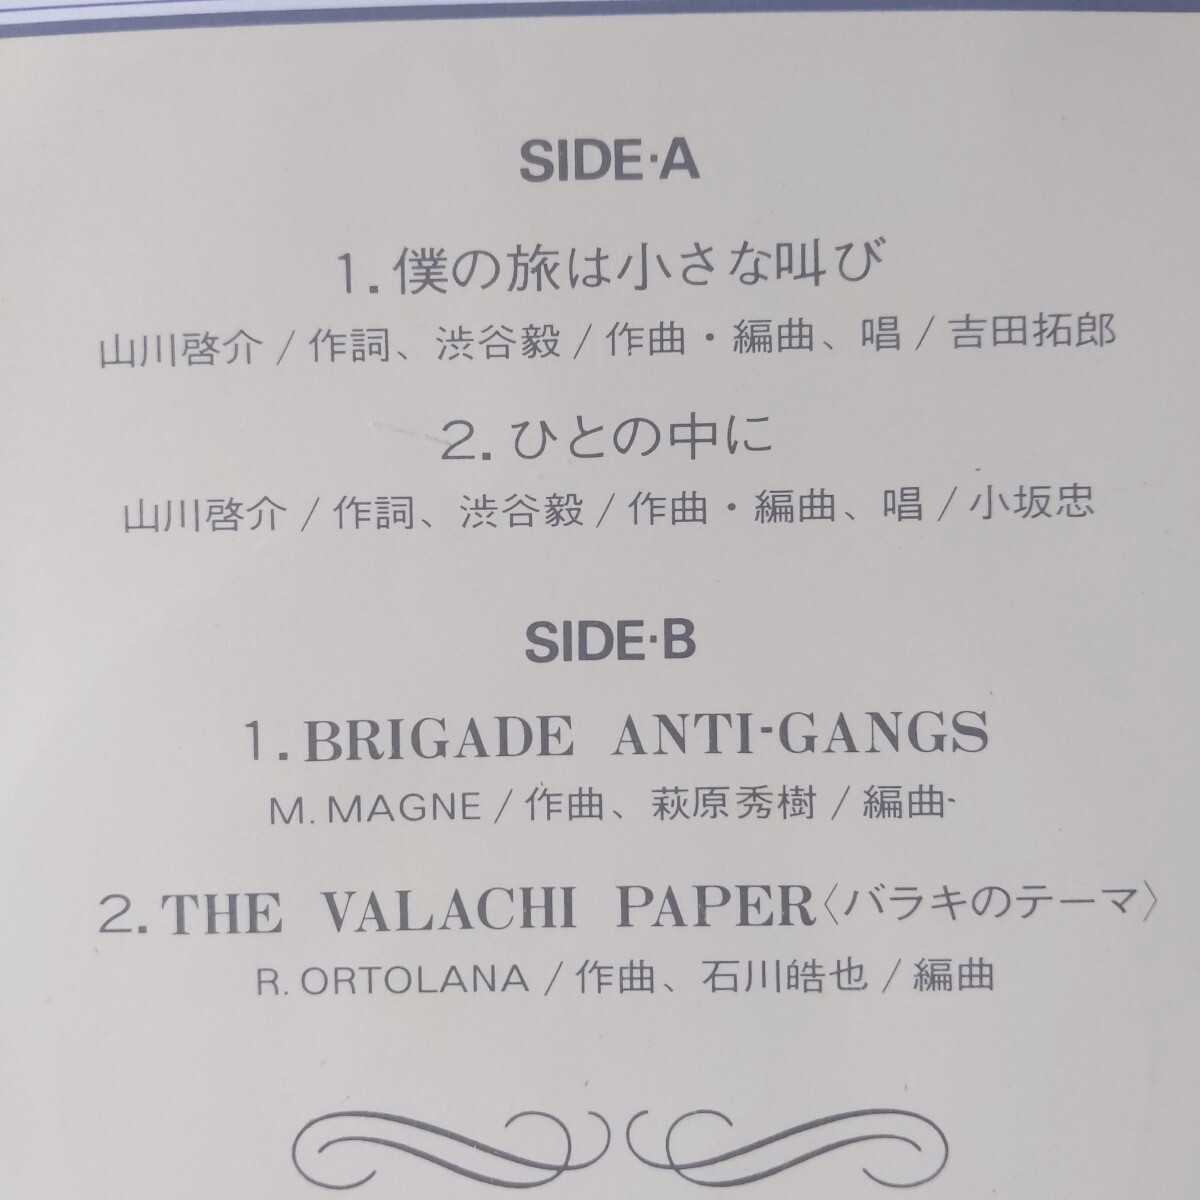 SIDE·A
1.僕の旅は小さな叫び
山川啓介/作詞、渋谷毅/作曲・編曲、唱/吉田拓郎
2.ひとの中に
山川啓介/作詞、渋谷毅/作曲・編曲、唱/小坂忠
SIDE·B
1.BRIGADE ANTI-GANGS
M. MAGNE/作曲、萩原秀樹/編曲
2.THE VALACHI PAPER〈バラキのテーマ〉
R. ORTOLANA/作曲、石川皓也/編曲